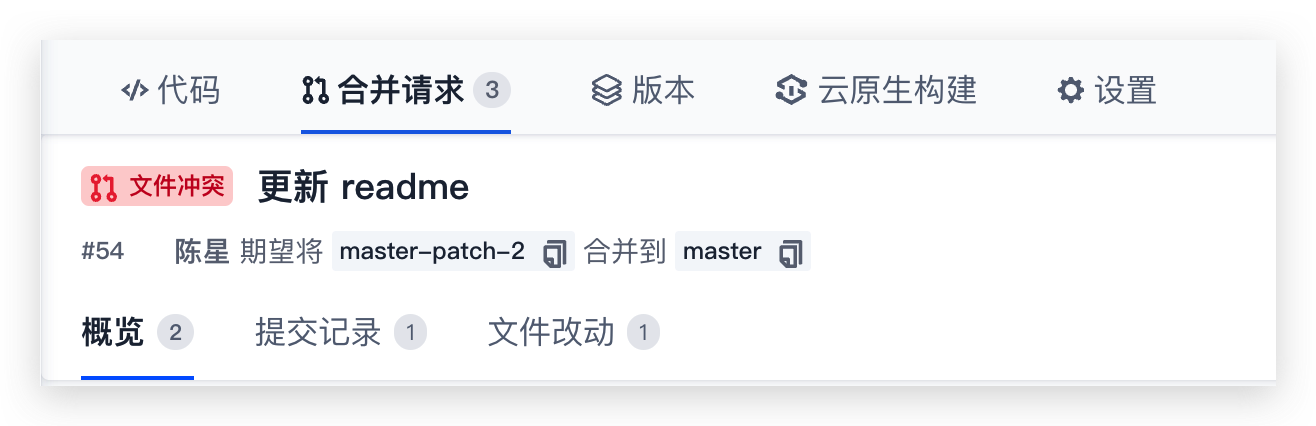 代码 合并请求 3 版本 云原生构建 设置
文件冲突 更新 readme
#54 陈星 期望将 master-patch-2 合并到 master
概览 2 提交记录 1 文件改动 1